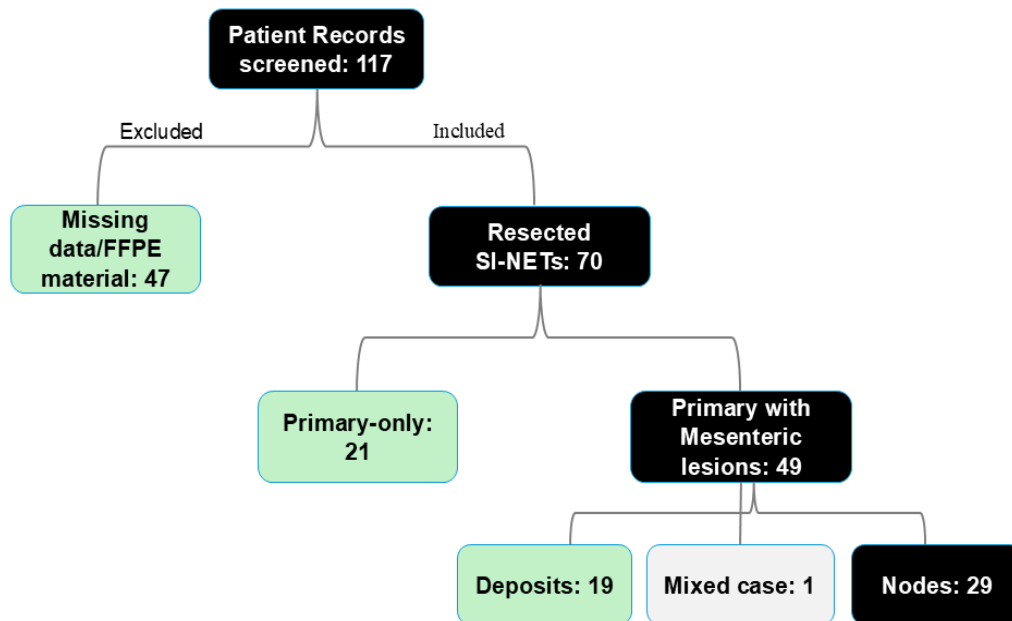 Patient Records
screened: 117
Excluded
Included
Missing
data/FFPE
material: 47
Resected
SI-NETs: 70
Primary-only:
21
Primary with
Mesenteric
lesions: 49
Deposits: 19
Mixed case: 1
Nodes: 29